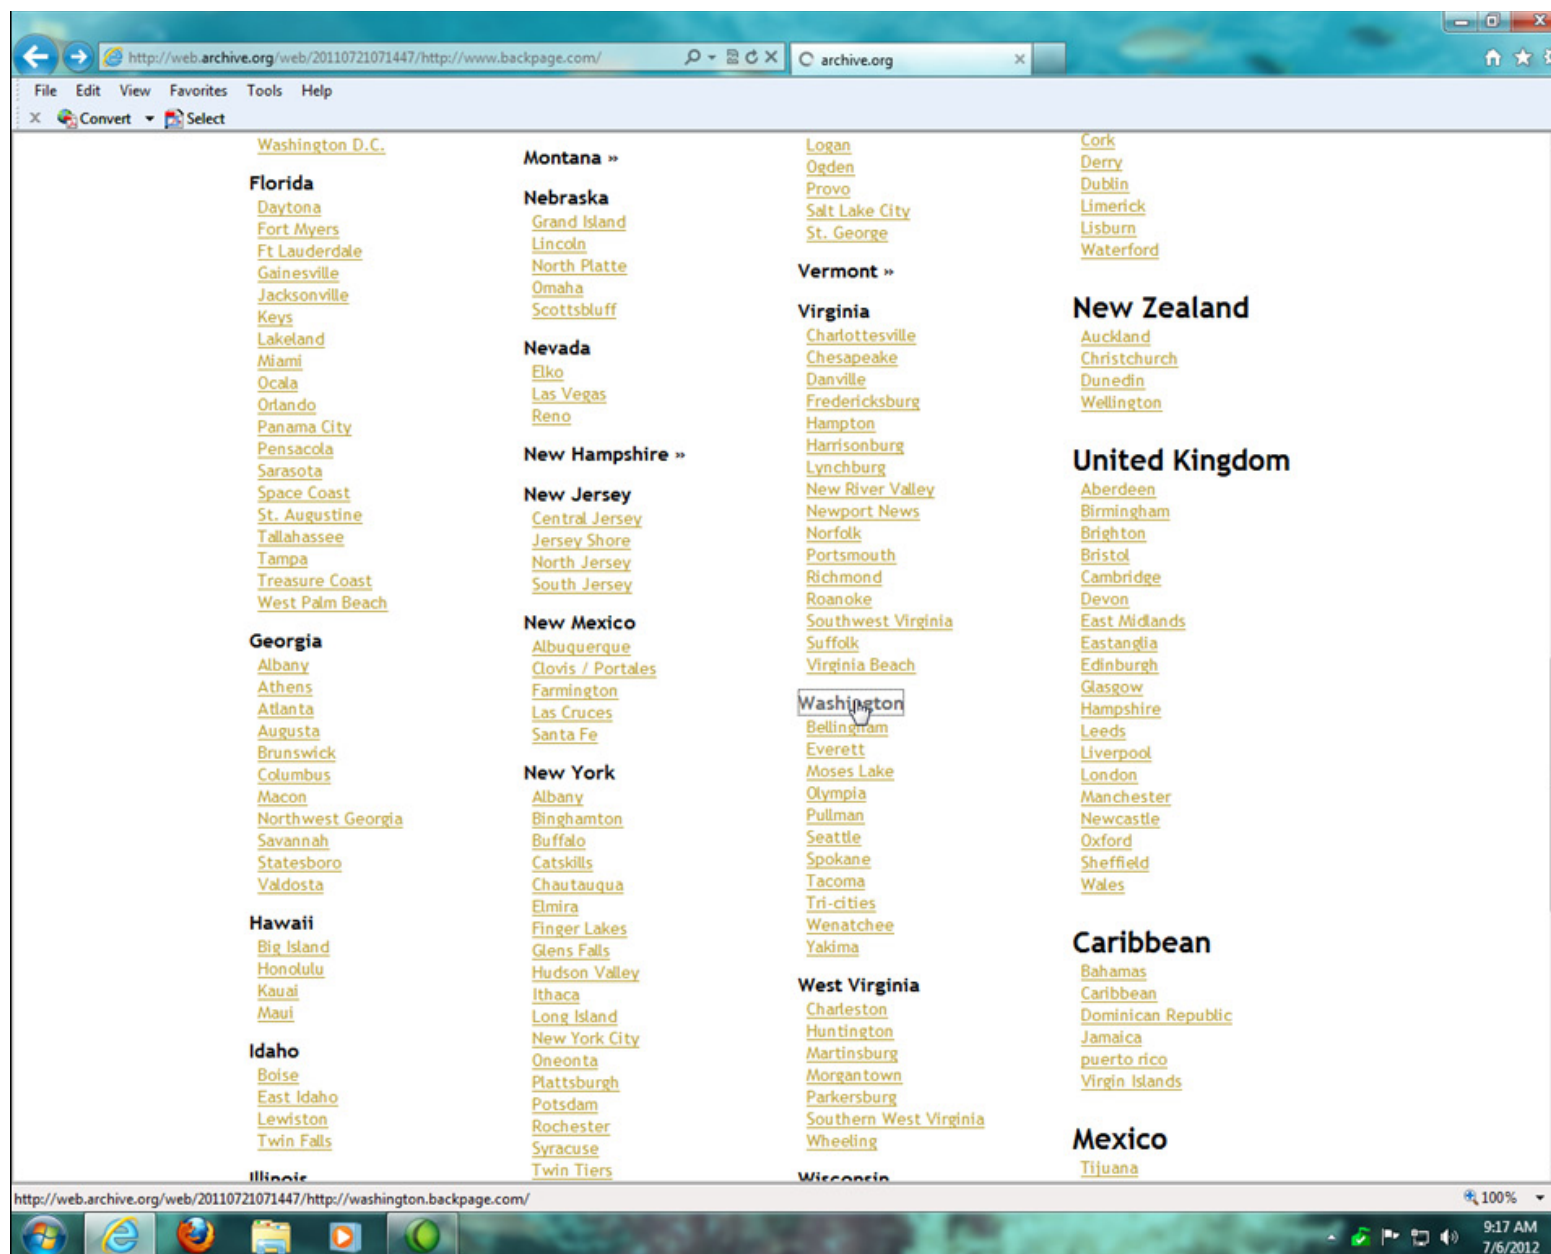 http://web.archive.org/web/20110721071447/http://www.backpage.com/
archive.org
File Edit View Favorites Tools Help
Convert Select
Washington D.C.
Florida
Daytona
Fort Myers
Ft Lauderdale
Gainesville
Jacksonville
Keys
Lakeland
Miami
Ocala
Orlando
Panama City
Pensacola
Sarasota
Space Coast
St. Augustine
Tallahassee
Tampa
Treasure Coast
West Palm Beach
Georgia
Albany
Athens
Atlanta
Augusta
Brunswick
Columbus
Macon
Northwest Georgia
Savannah
Statesboro
Valdosta
Hawaii
Big Island
Honolulu
Kauai
Maui
Idaho
Boise
East Idaho
Lewiston
Twin Falls
Illinois
Montana »
Nebraska
Grand Island
Lincoln
North Platte
Omaha
Scottsbluff
Nevada
Elko
Las Vegas
Reno
New Hampshire »
New Jersey
Central Jersey
Jersey Shore
North Jersey
South Jersey
New Mexico
Albuquerque
Clovis / Portales
Farmington
Las Cruces
Santa Fe
New York
Albany
Binghamton
Buffalo
Catskills
Chautauqua
Elmira
Finger Lakes
Glens Falls
Hudson Valley
Ithaca
Long Island
New York City
Oneonta
Plattsburgh
Potsdam
Rochester
Syracuse
Twin Tiers
Logan
Ogden
Provo
Salt Lake City
St. George
Vermont »
Virginia
Charlottesville
Chesapeake
Danville
Fredericksburg
Hampton
Harrisonburg
Lynchburg
New River Valley
Newport News
Norfolk
Portsmouth
Richmond
Roanoke
Southwest Virginia
Suffolk
Virginia Beach
Washington
Bellingham
Everett
Moses Lake
Olympia
Pullman
Seattle
Spokane
Tacoma
Tri-cities
Wenatchee
Yakima
West Virginia
Charleston
Huntington
Martinsburg
Morgantown
Parkersburg
Southern West Virginia
Wheeling
Wisconsin
Cork
Derry
Dublin
Limerick
Lisburn
Waterford
New Zealand
Auckland
Christchurch
Dunedin
Wellington
United Kingdom
Aberdeen
Birmingham
Brighton
Bristol
Cambridge
Devon
East Midlands
Eastanglia
Edinburgh
Glasgow
Hampshire
Leeds
Liverpool
London
Manchester
Newcastle
Oxford
Sheffield
Wales
Caribbean
Bahamas
Caribbean
Dominican Republic
Jamaica
puerto rico
Virgin Islands
Mexico
Tijuana
http://web.archive.org/web/20110721071447/http://washington.backpage.com/
100%
9:17 AM
7/6/2012